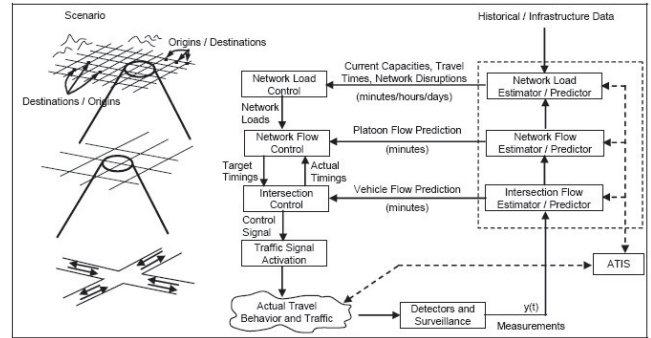 Scenario
Origins / Destinations
Destinations / Origins
Historical / Infrastructure Data
Current Capacities, Travel
Times, Network Disruptions
(minutes/hours/days)
Network Load
Control
Network Load
Estimator / Predictor
Network
Loads
Network Flow
Control
Platoon Flow Prediction
(minutes)
Network Flow
Estimator / Predictor
Target
Timings
Actual
Timings
Intersection
Control
Vehicle Flow Prediction
(minutes)
Intersection Flow
Estimator / Predictor
Control
Signal
Traffic Signal
Activation
ATIS
Actual Travel
Behavior and Traffic
Detectors and
Surveillance
y(t)
Measurements